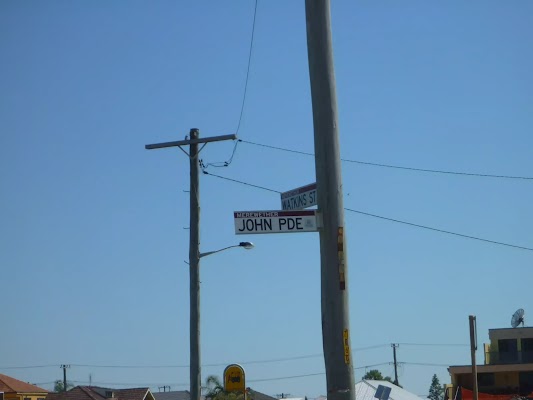 WATKINS ST
MEREWETHER
JOHN PDE